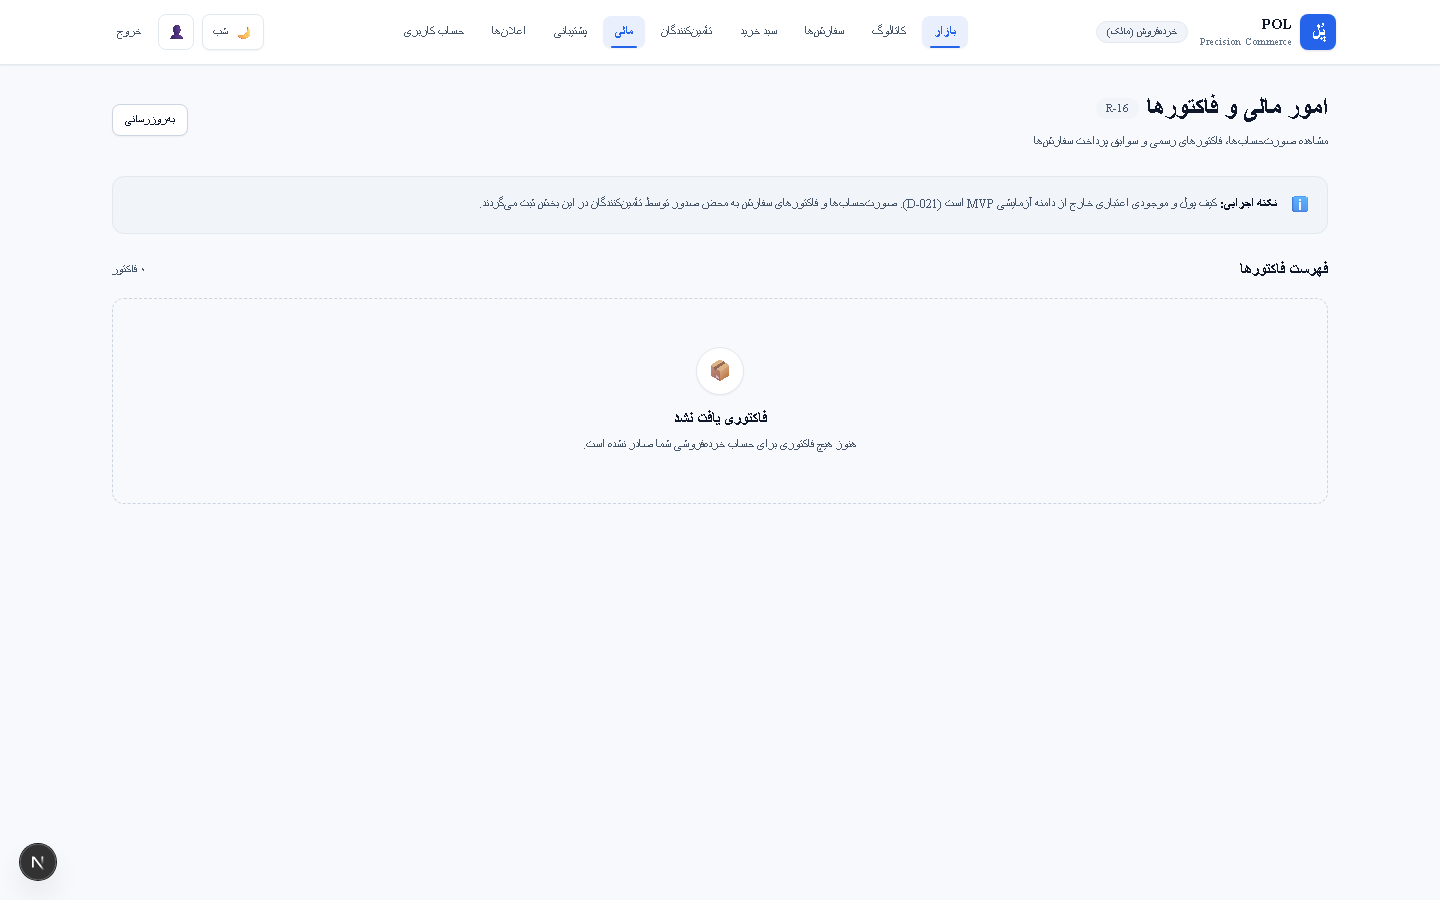 پُل
POL
Precision Commerce
خرده‌فروش (مالک)
بازار
کاتالوگ
سفارش‌ها
سبد خرید
تأمین‌کنندگان
مالی
پشتیبانی
اعلان‌ها
حساب کاربری
شب
خروج
امور مالی و فاکتورها R-16
مشاهده صورت‌حساب‌ها، فاکتورهای رسمی و سوابق پرداخت سفارش‌ها
به‌روزرسانی
نکته اجرایی: کیف پول و موجودی اعتباری خارج از دامنه آزمایشی MVP است (D-021). صورت‌حساب‌ها و فاکتورهای سفارش به محض صدور توسط تأمین‌کنندگان در این بخش ثبت می‌گردند.
فهرست فاکتورها
۰ فاکتور
فاکتوری یافت نشد
هنوز هیچ فاکتوری برای حساب خرده‌فروشی شما صادر نشده است.
N